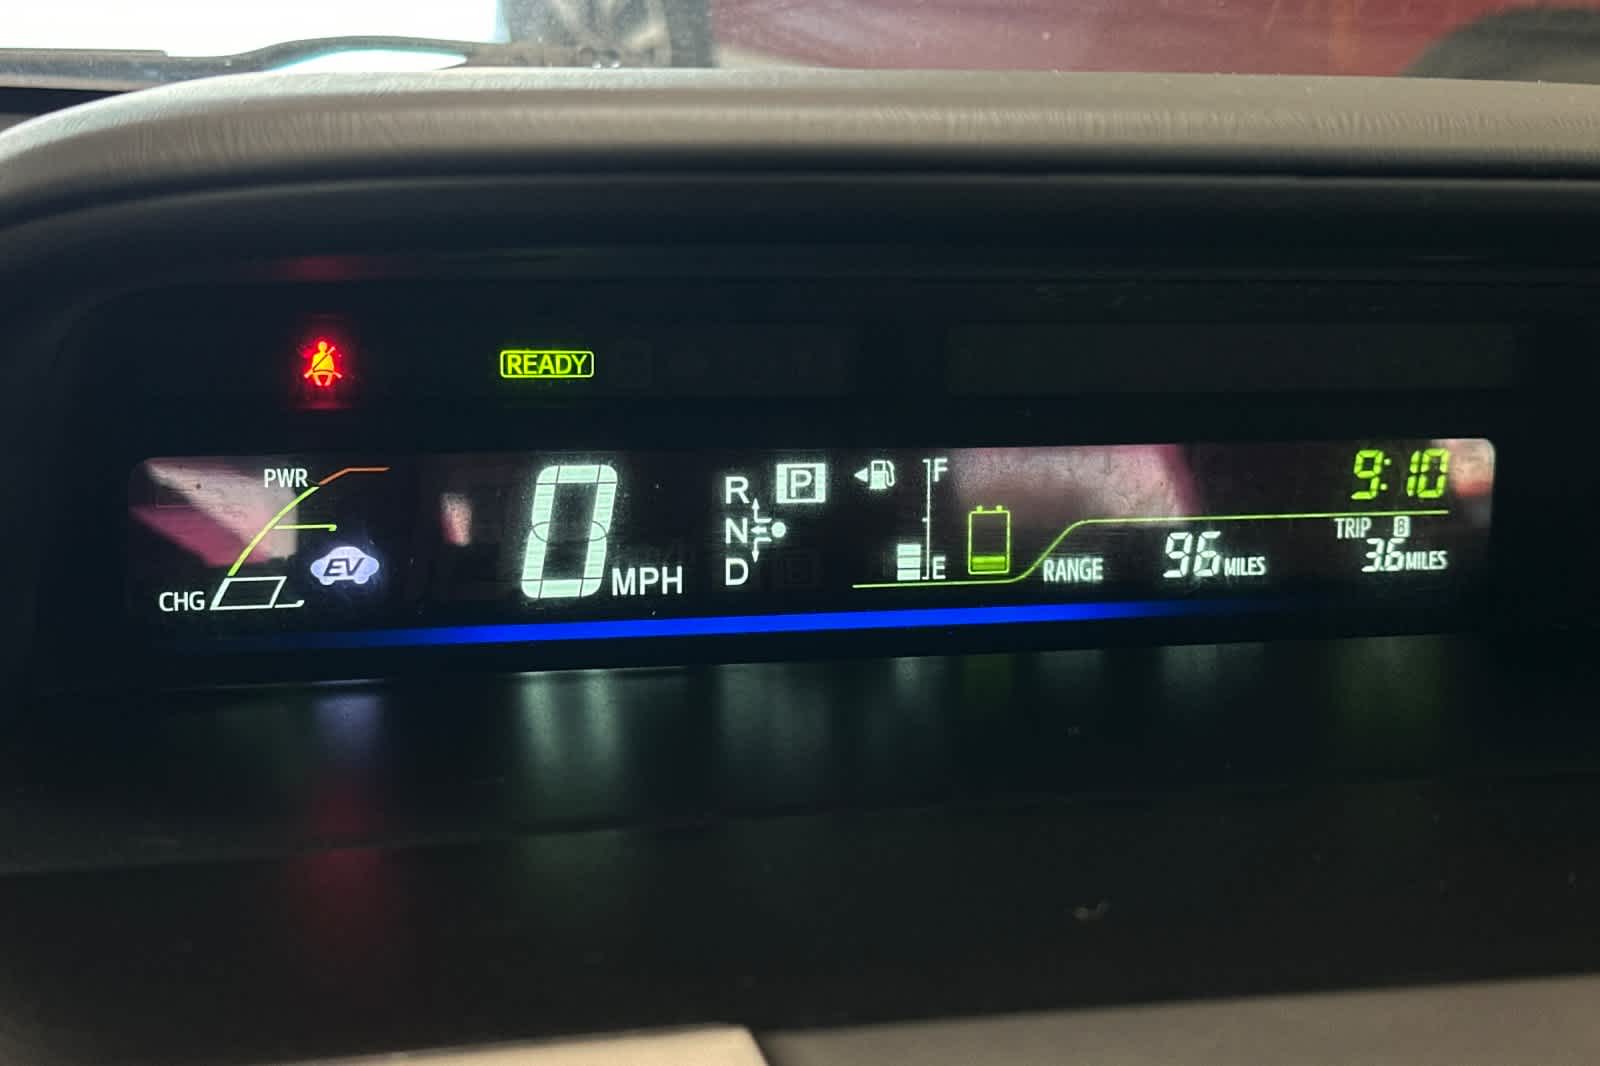 READY
PWR
CHG
EV
0 MPH
R
P
N
D
F
E
9:10
RANGE 96 MILES
TRIP B
3.6 MILES